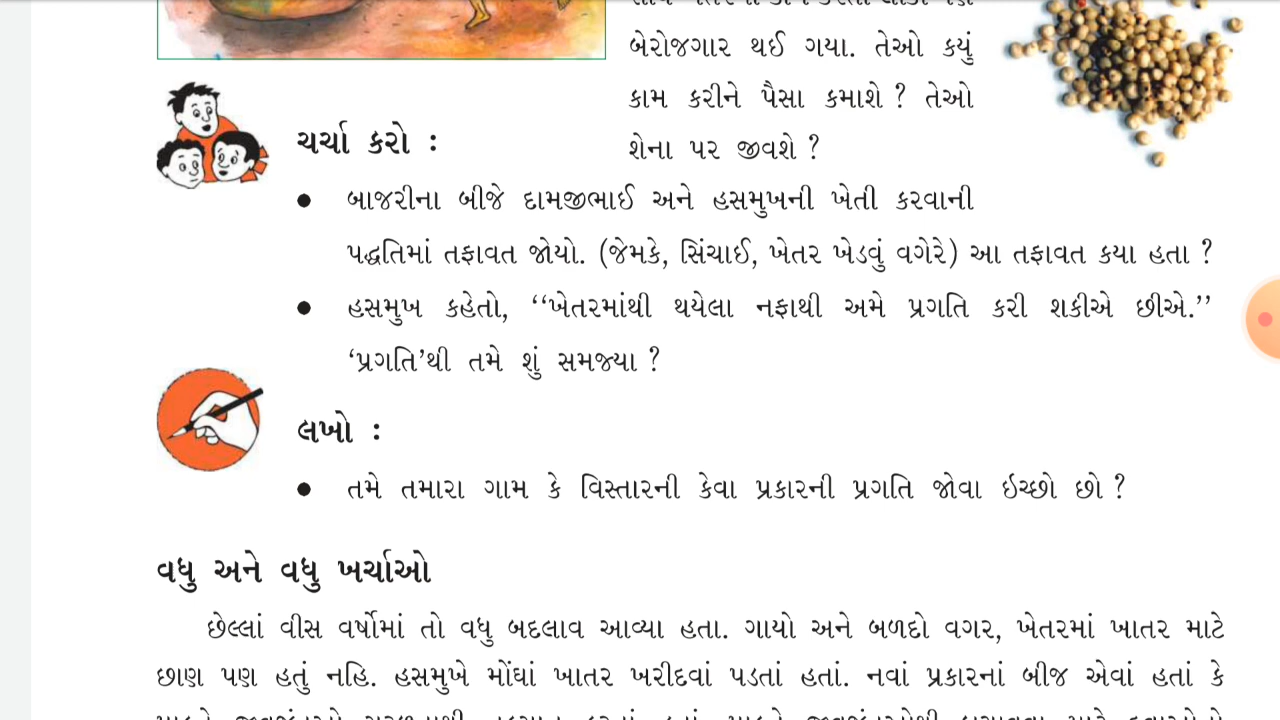 બેરોજગાર થઈ ગયા. તેઓ કયું
કામ કરીને પૈસા કમાશે ? તેઓ
શેના પર જીવશે ?
ચર્ચા કરો :
● બાજરીના બીજે દામજીભાઈ અને હસમુખની ખેતી કરવાની
પદ્ધતિમાં તફાવત જોયો. (જેમકે, સિંચાઈ, ખેતર ખેડવું વગેરે) આ તફાવત કયા હતા ?
● હસમુખ કહેતો, “ખેતરમાંથી થયેલા નફાથી અમે પ્રગતિ કરી શકીએ છીએ.”
‘પ્રગતિ’થી તમે શું સમજ્યા ?
લખો :
● તમે તમારા ગામ કે વિસ્તારની કેવા પ્રકારની પ્રગતિ જોવા ઇચ્છો છો ?
વધુ અને વધુ ખર્ચાઓ
છેલ્લાં વીસ વર્ષોમાં તો વધુ બદલાવ આવ્યા હતા. ગાયો અને બળદો વગર, ખેતરમાં ખાતર માટે
છાણ પણ હતું નહિ. હસમુખે મોંઘાં ખાતર ખરીદવાં પડતાં હતાં. નવાં પ્રકારનાં બીજ એવાં હતાં કે